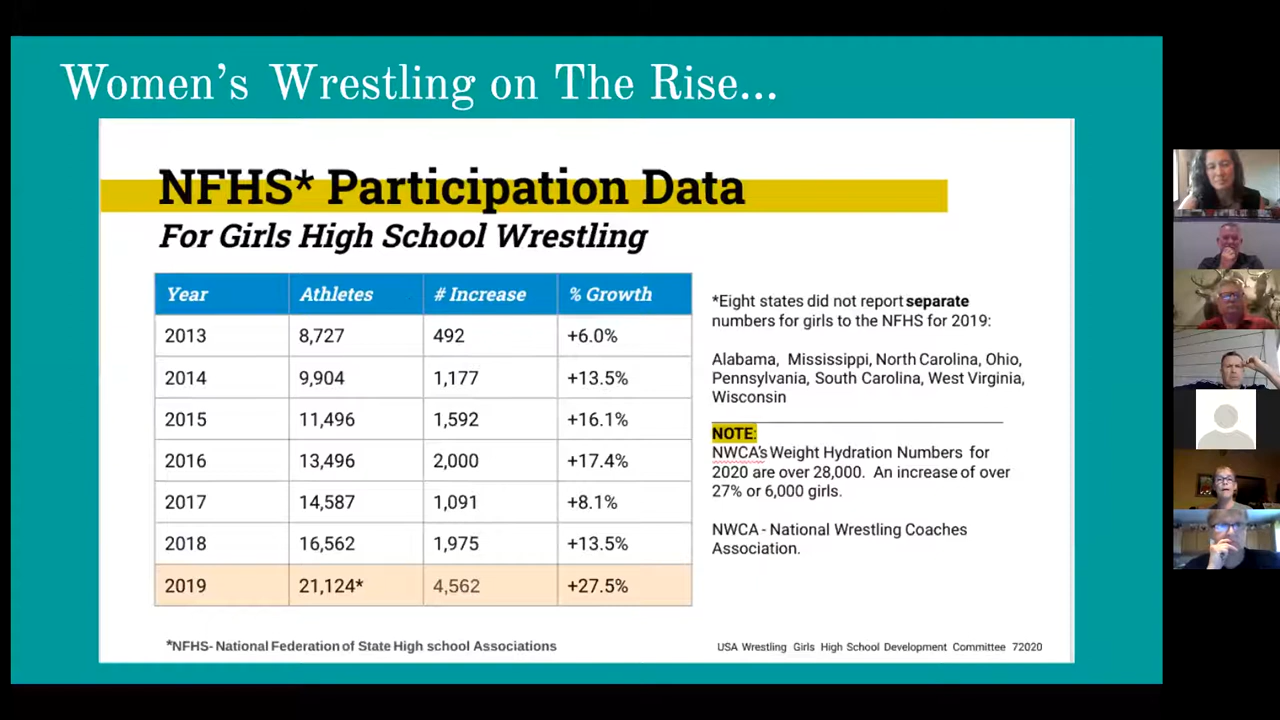 Women's Wrestling on The Rise...
NFHS* Participation Data
For Girls High School Wrestling
Year Athletes # Increase % Growth
2013 8,727 492 +6.0%
2014 9,904 1,177 +13.5%
2015 11,496 1,592 +16.1%
2016 13,496 2,000 +17.4%
2017 14,587 1,091 +8.1%
2018 16,562 1,975 +13.5%
2019 21,124* 4,562 +27.5%
*Eight states did not report separate
numbers for girls to the NFHS for 2019:
Alabama, Mississippi, North Carolina, Ohio,
Pennsylvania, South Carolina, West Virginia,
Wisconsin
NOTE:
NWCA's Weight Hydration Numbers for
2020 are over 28,000. An increase of over
27% or 6,000 girls.
NWCA - National Wrestling Coaches
Association.
*NFHS- National Federation of State High school Associations
USA Wrestling Girls High School Development Committee 72020